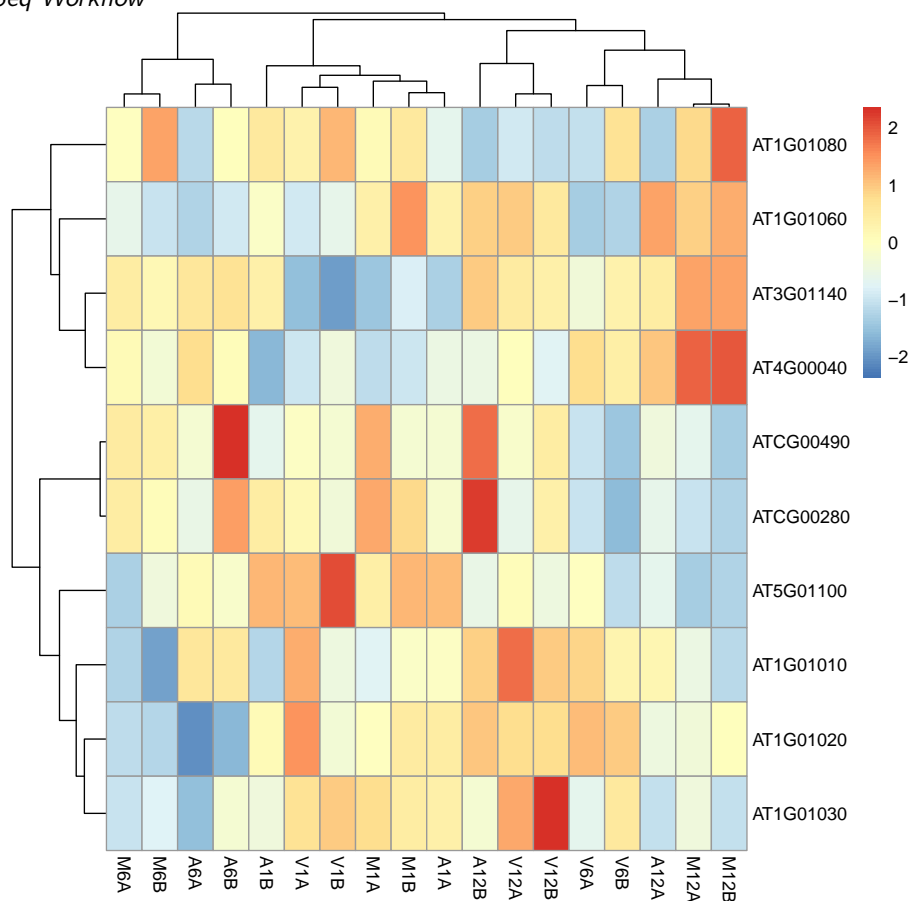 Workflow
2
1
0
−1
−2
AT1G01080
AT1G01060
AT3G01140
AT4G00040
ATCG00490
ATCG00280
AT5G01100
AT1G01010
AT1G01020
AT1G01030
M6A
M6B
A6A
A6B
A1B
V1A
V1B
M1A
M1B
A1A
A12B
V12A
V12B
V6A
V6B
A12A
M12A
M12B